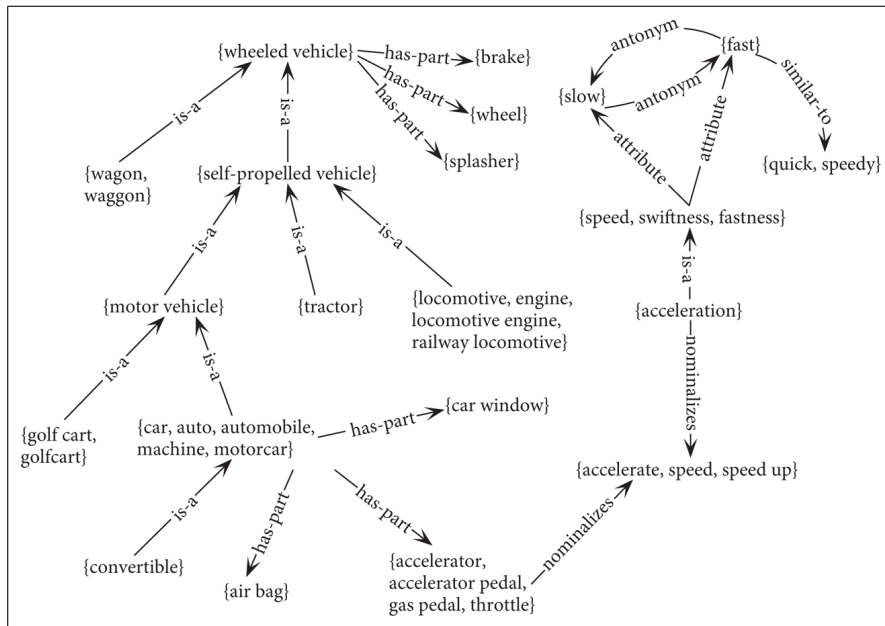 {wheeled vehicle}
has-part
{brake}
has-part
{wheel}
has-part
{splasher}
is-a
is-a
{wagon,
waggon}
{self-propelled vehicle}
is-a
is-a
is-a
{motor vehicle}
{tractor}
{locomotive, engine,
locomotive engine,
railway locomotive}
is-a
is-a
{golf cart,
golfcart}
{car, auto, automobile,
machine, motorcar}
has-part
{car window}
is-a
has-part
has-part
{convertible}
{air bag}
{accelerator,
accelerator pedal,
gas pedal, throttle}
nominalizes
antonym
{fast}
{slow}
antonym
similar-to
{quick, speedy}
attribute
attribute
{speed, swiftness, fastness}
is-a
{acceleration}
nominalizes
{accelerate, speed, speed up}